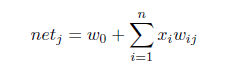 $net_j = w_0 + \sum_{i=1}^{n} x_i w_{ij}$